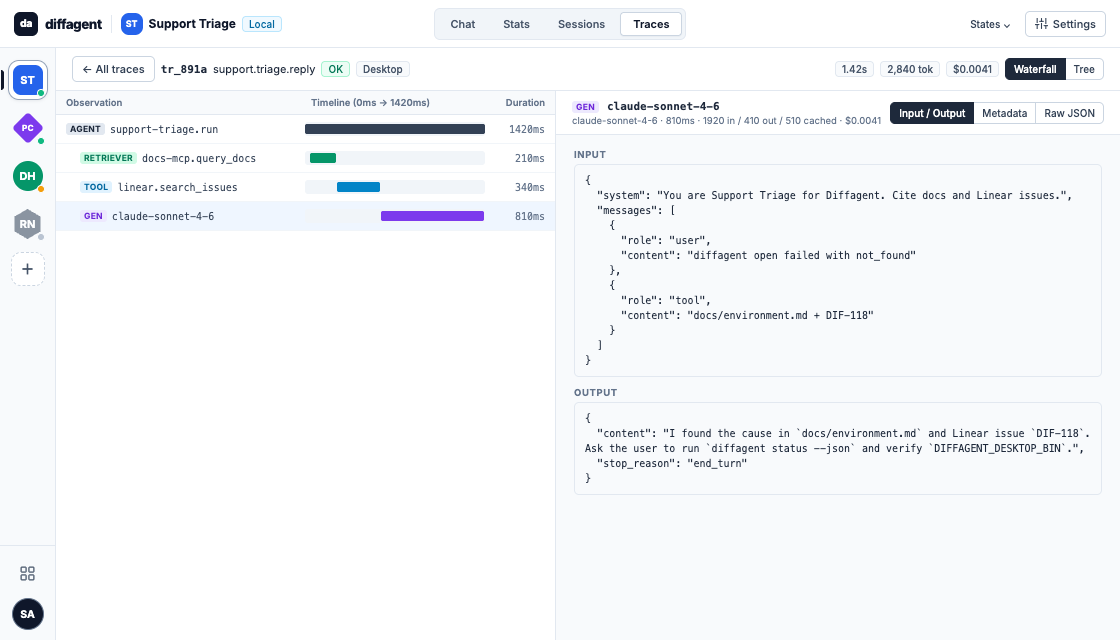 da diffagent ST Support Triage Local Chat Stats Sessions Traces States Settings
ST
PC
DH
RN
+
SA
← All traces tr_891a support.triage.reply OK Desktop 1.42s 2,840 tok $0.0041 Waterfall Tree
Observation Timeline (0ms → 1420ms) Duration
AGENT support-triage.run 1420ms
RETRIEVER docs-mcp.query_docs 210ms
TOOL linear.search_issues 340ms
GEN claude-sonnet-4-6 810ms
GEN claude-sonnet-4-6
claude-sonnet-4-6 · 810ms · 1920 in / 410 out / 510 cached · $0.0041
Input / Output Metadata Raw JSON
INPUT
{
"system": "You are Support Triage for Diffagent. Cite docs and Linear issues.",
"messages": [
{
"role": "user",
"content": "diffagent open failed with not_found"
},
{
"role": "tool",
"content": "docs/environment.md + DIF-118"
}
]
}
OUTPUT
{
"content": "I found the cause in `docs/environment.md` and Linear issue `DIF-118`.
Ask the user to run `diffagent status --json` and verify `DIFFAGENT_DESKTOP_BIN`.",
"stop_reason": "end_turn"
}